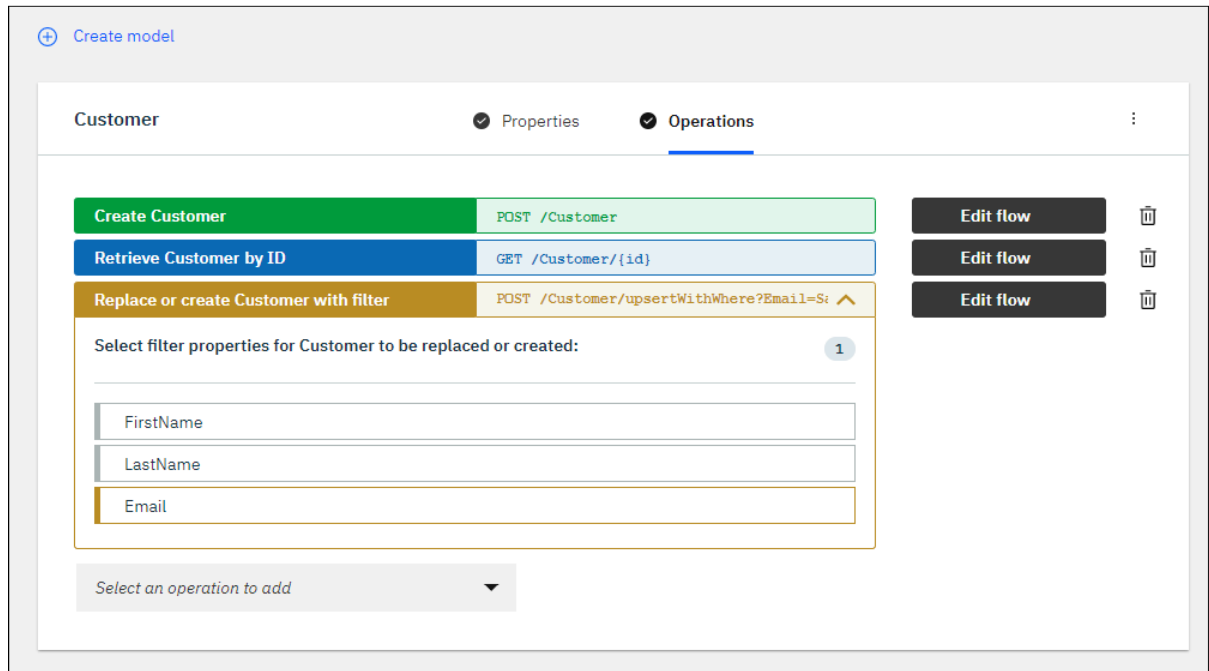 Create model
Customer Properties Operations
Create Customer POST /Customer Edit flow
Retrieve Customer by ID GET /Customer/{id} Edit flow
Replace or create Customer with filter POST /Customer/upsertWithWhere?Email=Sa Edit flow
Select filter properties for Customer to be replaced or created: 1
FirstName
LastName
Email
Select an operation to add